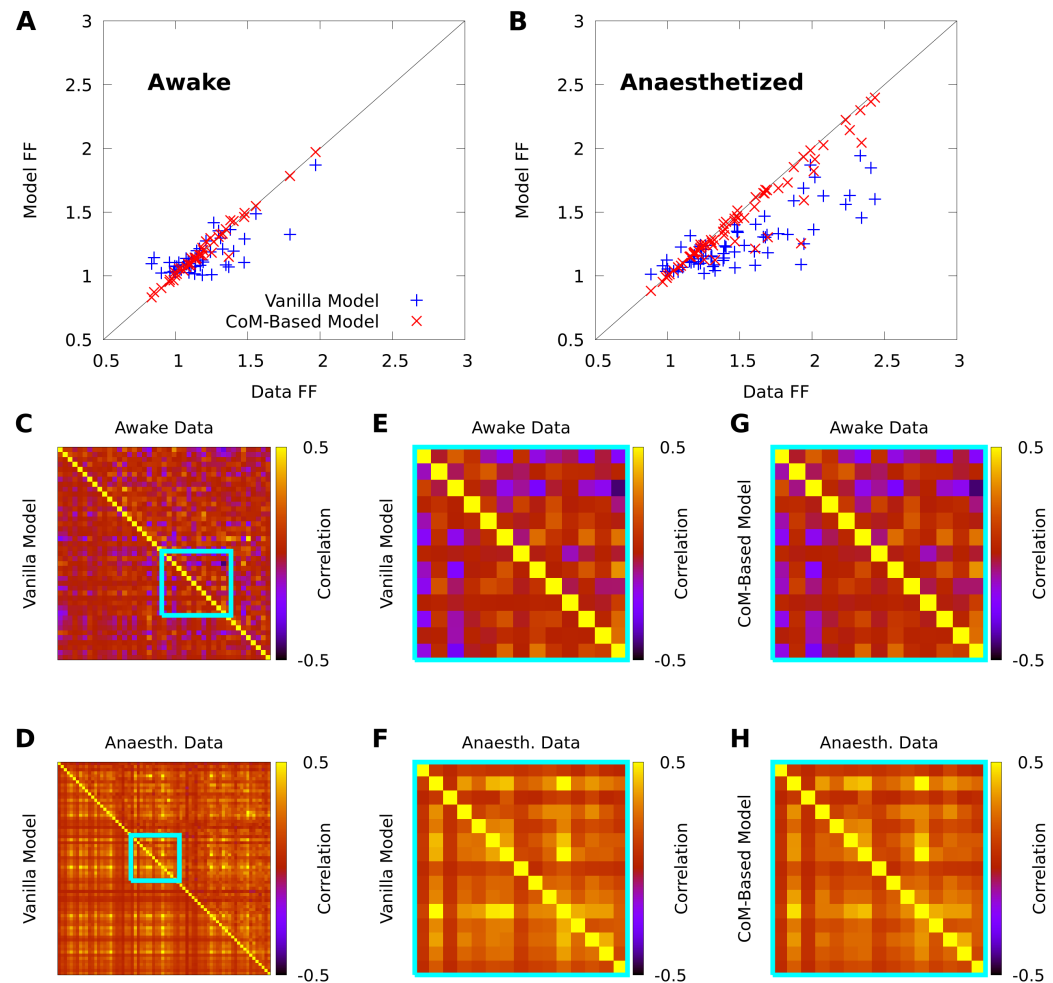 A
B
3
2.5
2
1.5
1
0.5
Model FF
Awake
Vanilla Model
CoM-Based Model
0.5
1
1.5
2
2.5
3
Data FF
3
2.5
2
1.5
1
0.5
Model FF
Anaesthetized
0.5
1
1.5
2
2.5
3
Data FF
C
Awake Data
Vanilla Model
0.5
Correlation
-0.5
E
Awake Data
Vanilla Model
0.5
Correlation
-0.5
G
Awake Data
CoM-Based Model
0.5
Correlation
-0.5
D
Anaesth. Data
Vanilla Model
0.5
Correlation
-0.5
F
Anaesth. Data
Vanilla Model
0.5
Correlation
-0.5
H
Anaesth. Data
CoM-Based Model
0.5
Correlation
-0.5